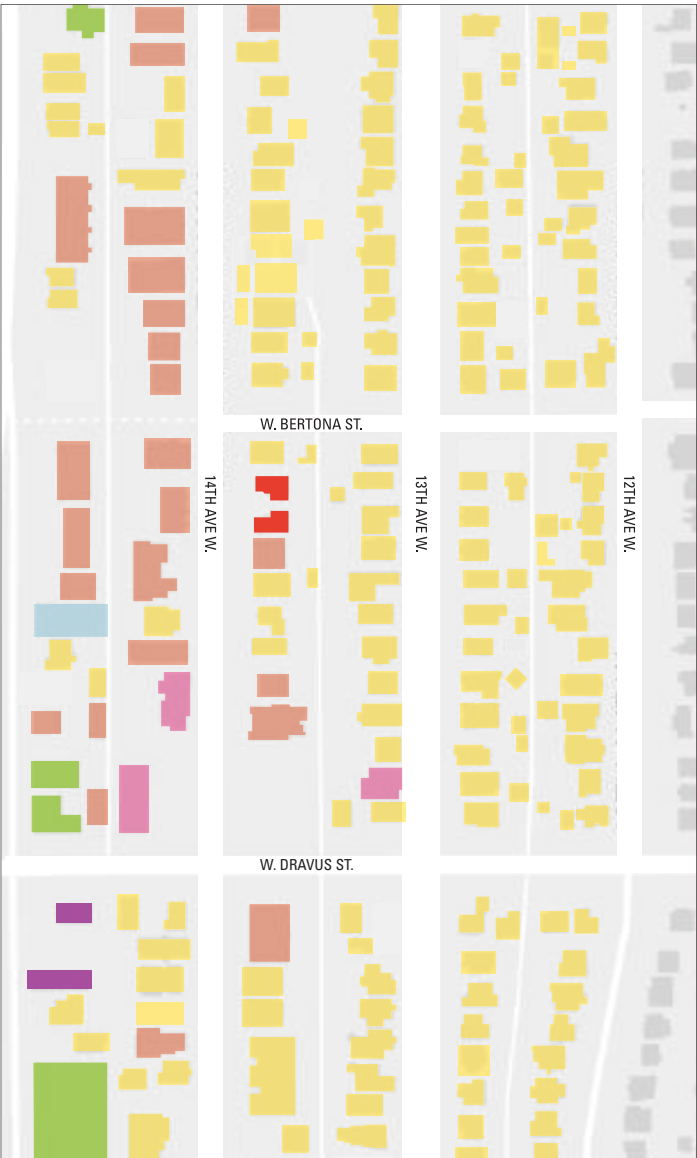 W. BERTONA ST.
14TH AVE W.
13TH AVE W.
12TH AVE W.
W. DRAVUS ST.